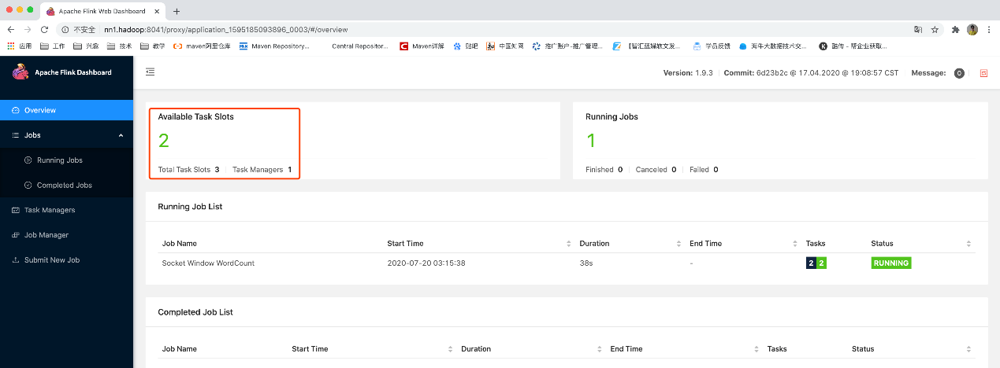 Apache Flink Web Dashboard
不安全 nn1.hadoop:8041/proxy/application_1595185093896_0003/#/overview
应用 工作 兴趣 技术 教学 maven阿里仓库 Maven Repository... Central Repositor... Maven详解 贴吧 中国知网 推广账户-推广管理... 【智汇蓝媒软文发... 学员反馈 海牛大数据技术交... 酷传 - 帮企业获取...
Apache Flink Dashboard
Version: 1.9.3 Commit: 6d23b2c @ 17.04.2020 @ 19:08:57 CST Message: 0
Overview
Jobs
Running Jobs
Completed Jobs
Task Managers
Job Manager
Submit New Job
Available Task Slots
2
Total Task Slots 3 Task Managers 1
Running Jobs
1
Finished 0 Canceled 0 Failed 0
Running Job List
Job Name Start Time Duration End Time Tasks Status
Socket Window WordCount 2020-07-20 03:15:38 38s - 2 2 RUNNING
Completed Job List
Job Name Start Time Duration End Time Tasks Status